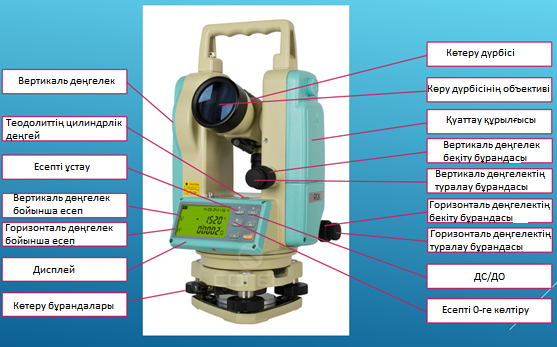 Вертикаль дөңгелек
Теодолиттің цилиндрлік
деңгей
Есепті ұстау
Вертикаль дөңгелек
бойынша есеп
Горизонталь дөңгелек
бойынша есеп
Дисплей
Көтеру бұрандалары
Көтеру дүрбісі
Көру дүрбісінің объективі
Қуаттау құрылғысы
Вертикаль дөңгелек
бекіту бұрандасы
Вертикаль дөңгелектің
туралау бұрандасы
Горизонталь дөңгелектің
бекіту бұрандасы
Горизонталь дөңгелектің
туралау бұрандасы
ДС/ДО
Есепті 0-ге көлтіру